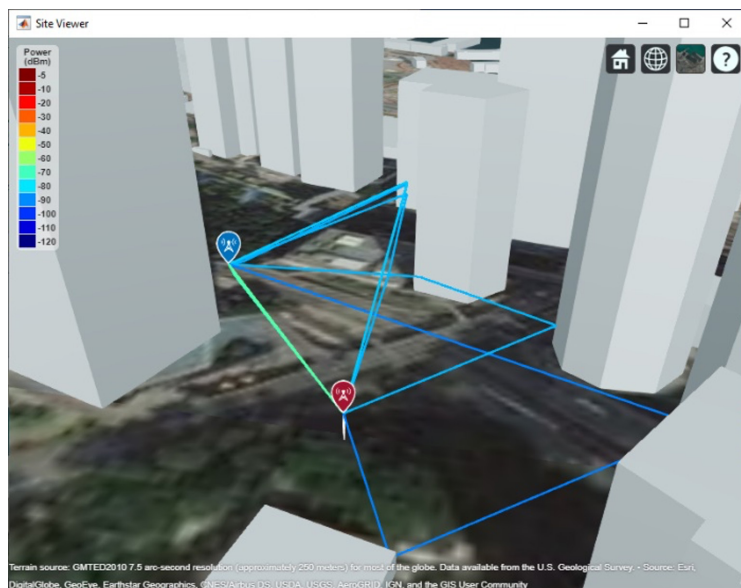 Site Viewer
Power
(dBm)
-5
-10
-20
-30
-40
-50
-60
-70
-80
-90
-100
-110
-120
?
Terrain source: GMTED2010 7.5 arc-second resolution (approximately 250 meters) for most of the globe. Data available from the U.S. Geological Survey. • Source: Esri,
DigitalGlobe, GeoEye, Earthstar Geographics, CNES/Airbus DS, USDA, USGS, AeroGRID, IGN, and the GIS User Community